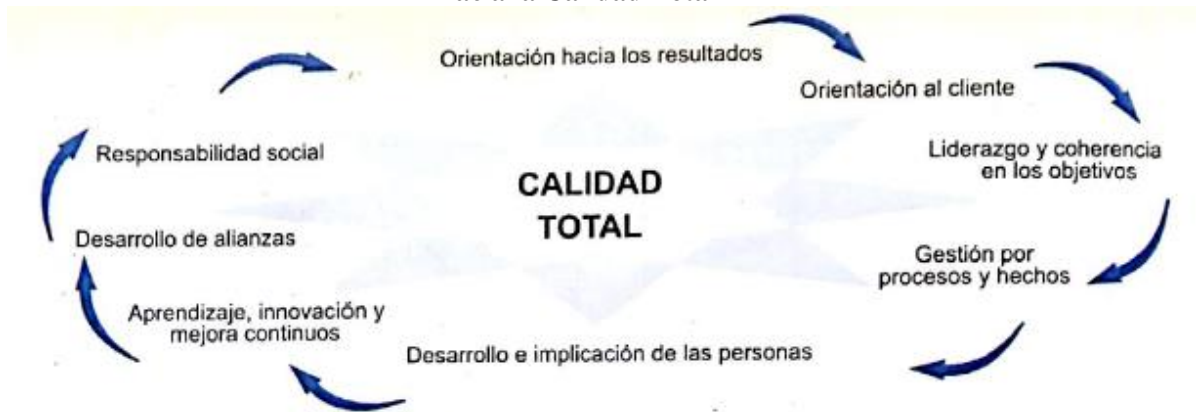 Orientación hacia los resultados
Orientación al cliente
Liderazgo y coherencia
en los objetivos
Gestión por
procesos y hechos
Desarrollo e implicación de las personas
Aprendizaje, innovación y
mejora continuos
Desarrollo de alianzas
Responsabilidad social
CALIDAD
TOTAL